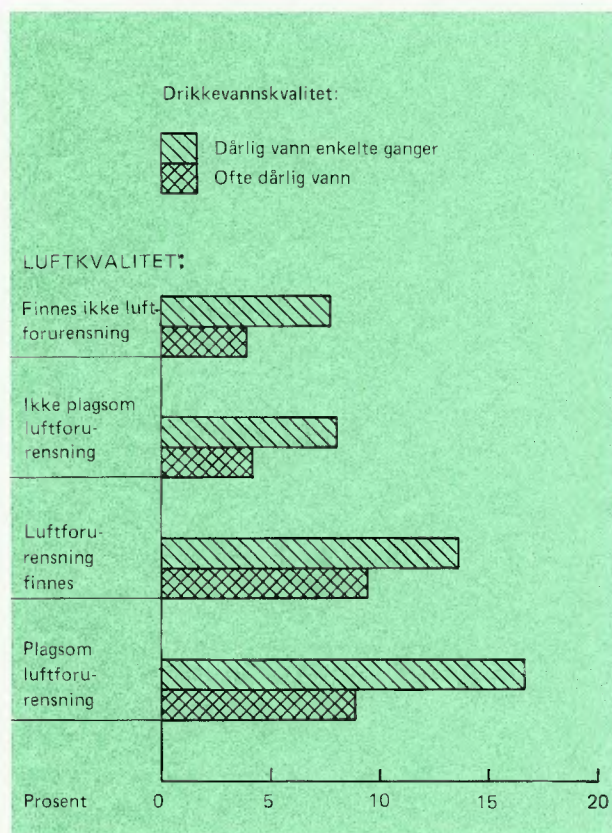 Drikkevannskvalitet:
Dårlig vann enkelte ganger
Ofte dårlig vann
LUFTKVALITET:
Finnes ikke luft-
forurensning
Ikke plagsom
luftforu-
rensning
Luftforu-
rensning
finnes
Plagsom
luftforu-
rensning
Prosent 0 5 10 15 20